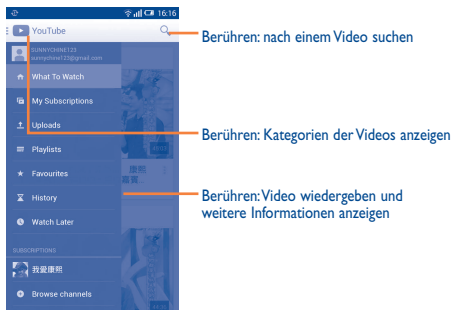 16:16
YouTube
Berühren: nach einem Video suchen
SUNNYCHINE123
sunnychine123@gmail.com
What To Watch
My Subscriptions
Uploads
Berühren: Kategorien der Videos anzeigen
Playlists
康熙
Favourites
History
Berühren: Video wiedergeben und
weitere Informationen anzeigen
Watch Later
SUBSCRIPTIONS
我愛康熙
Browse channels